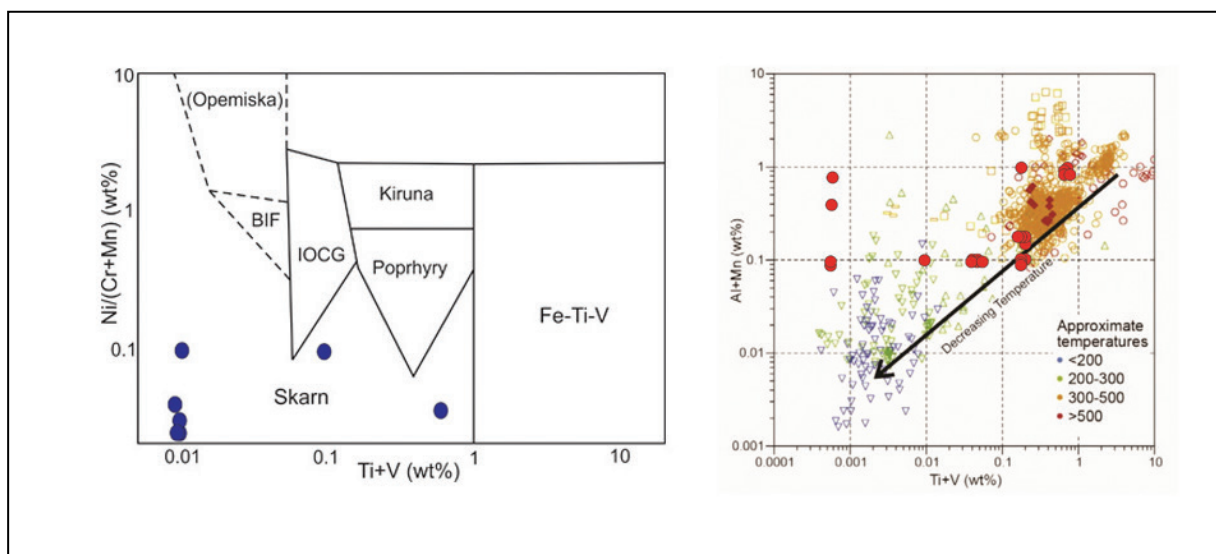 10
1
0.1
Ni/(Cr+Mn) (wt%)
(Opemiska)
BIF
IOCG
Kiruna
Poprhyry
Fe-Ti-V
Skarn
0.01
0.1
1
10
Ti+V (wt%)
10
1
0.1
0.01
0.001
Al+Mn (wt%)
Decreasing Temperature
Approximate
temperatures
<200
200-300
300-500
>500
0.0001
0.001
0.01
0.1
1
10
Ti+V (wt%)